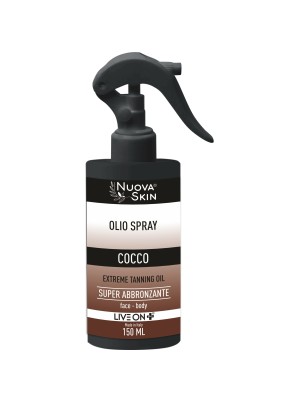 NUOVA®
SKIN
OLIO SPRAY
COCCO
EXTREME TANNING OIL
SUPER ABBRONZANTE
face - body
LIVE ON
Made in Italy
150 ML